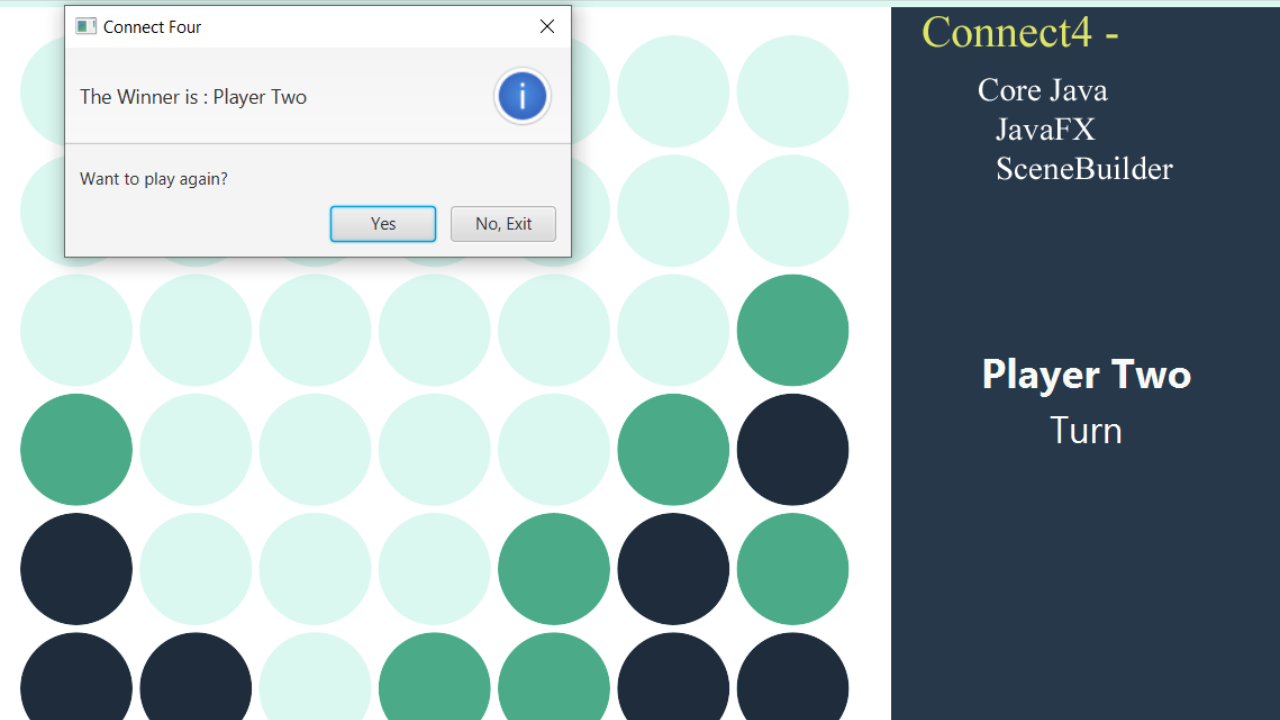 Connect Four
The Winner is : Player Two
Want to play again?
Yes
No, Exit
Connect4 -
Core Java
JavaFX
SceneBuilder
Player Two
Turn